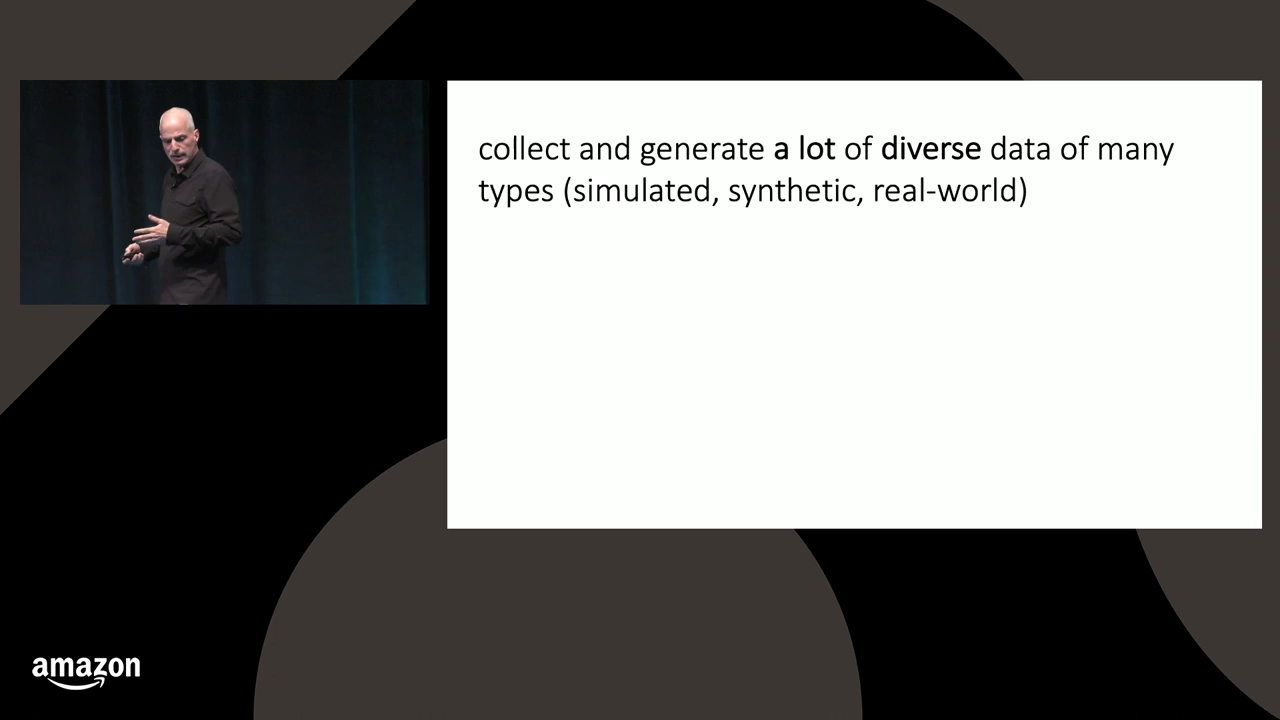 collect and generate a lot of diverse data of many
types (simulated, synthetic, real-world)
amazon